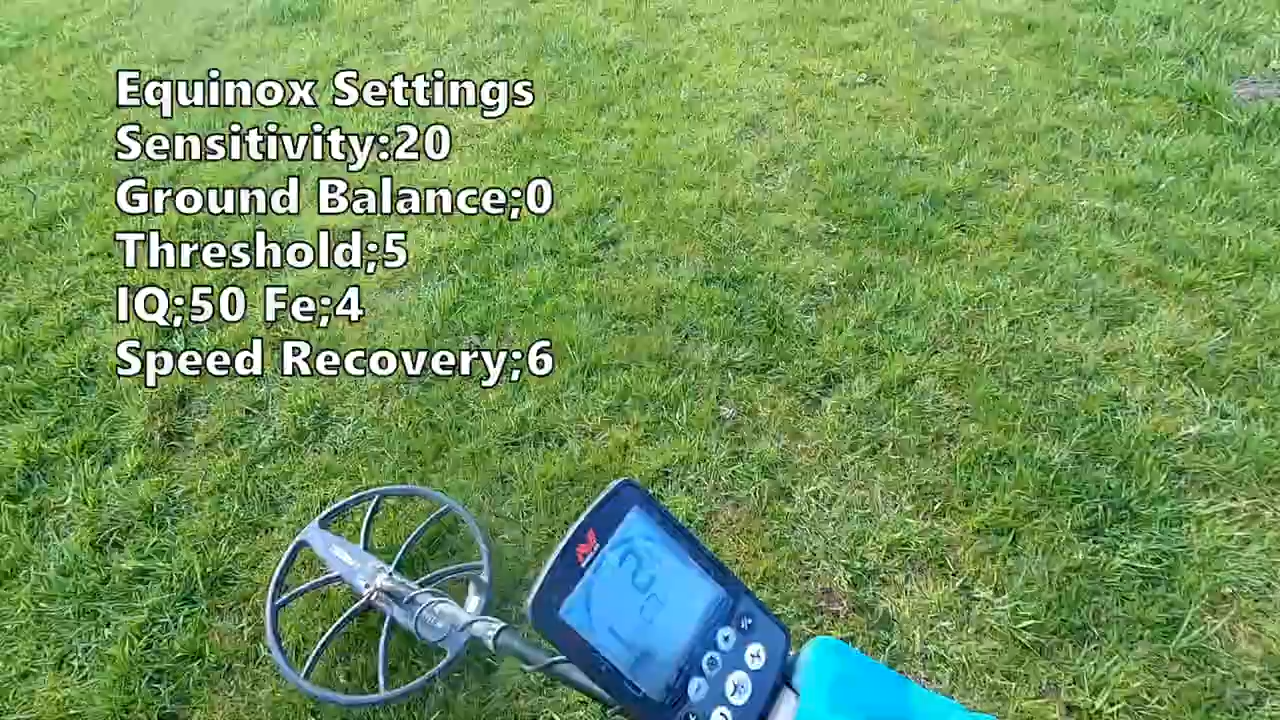 Equinox Settings
Sensitivity:20
Ground Balance;0
Threshold;5
IQ;50 Fe;4
Speed Recovery;6